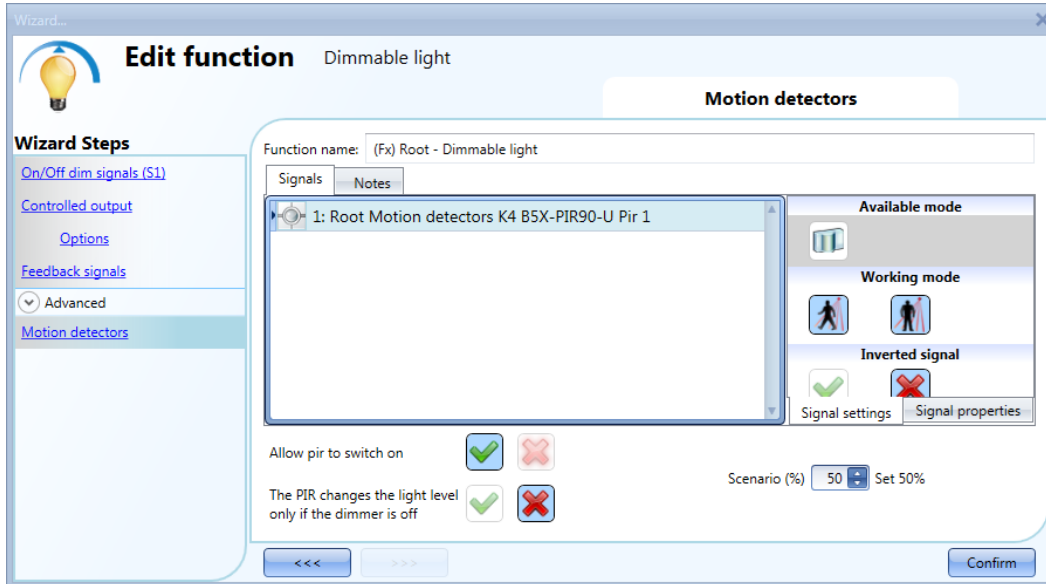 Wizard...
Edit function Dimmable light
Motion detectors
Wizard Steps
On/Off dim signals (S1)
Controlled output
Options
Feedback signals
Advanced
Motion detectors
Function name: (Fx) Root - Dimmable light
Signals Notes
1: Root Motion detectors K4 B5X-PIR90-U Pir 1
Available mode
Working mode
Inverted signal
Signal settings Signal properties
Allow pir to switch on
The PIR changes the light level
only if the dimmer is off
Scenario (%) 50 Set 50%
<<< >>> Confirm